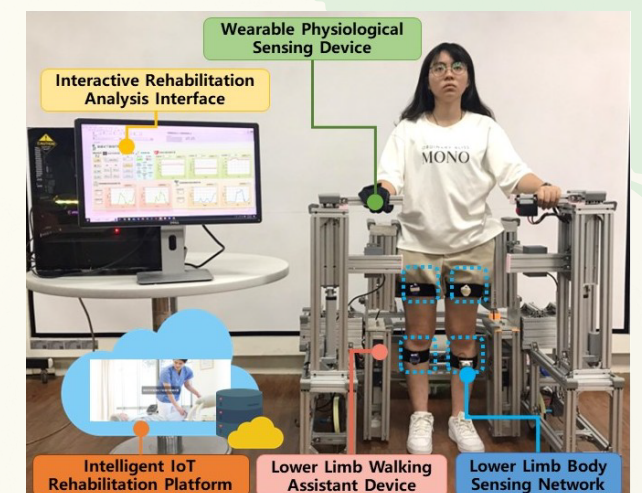 Wearable Physiological
Sensing Device
Interactive Rehabilitation
Analysis Interface
MONO
Intelligent IoT
Rehabilitation Platform
Lower Limb Walking
Assistant Device
Lower Limb Body
Sensing Network